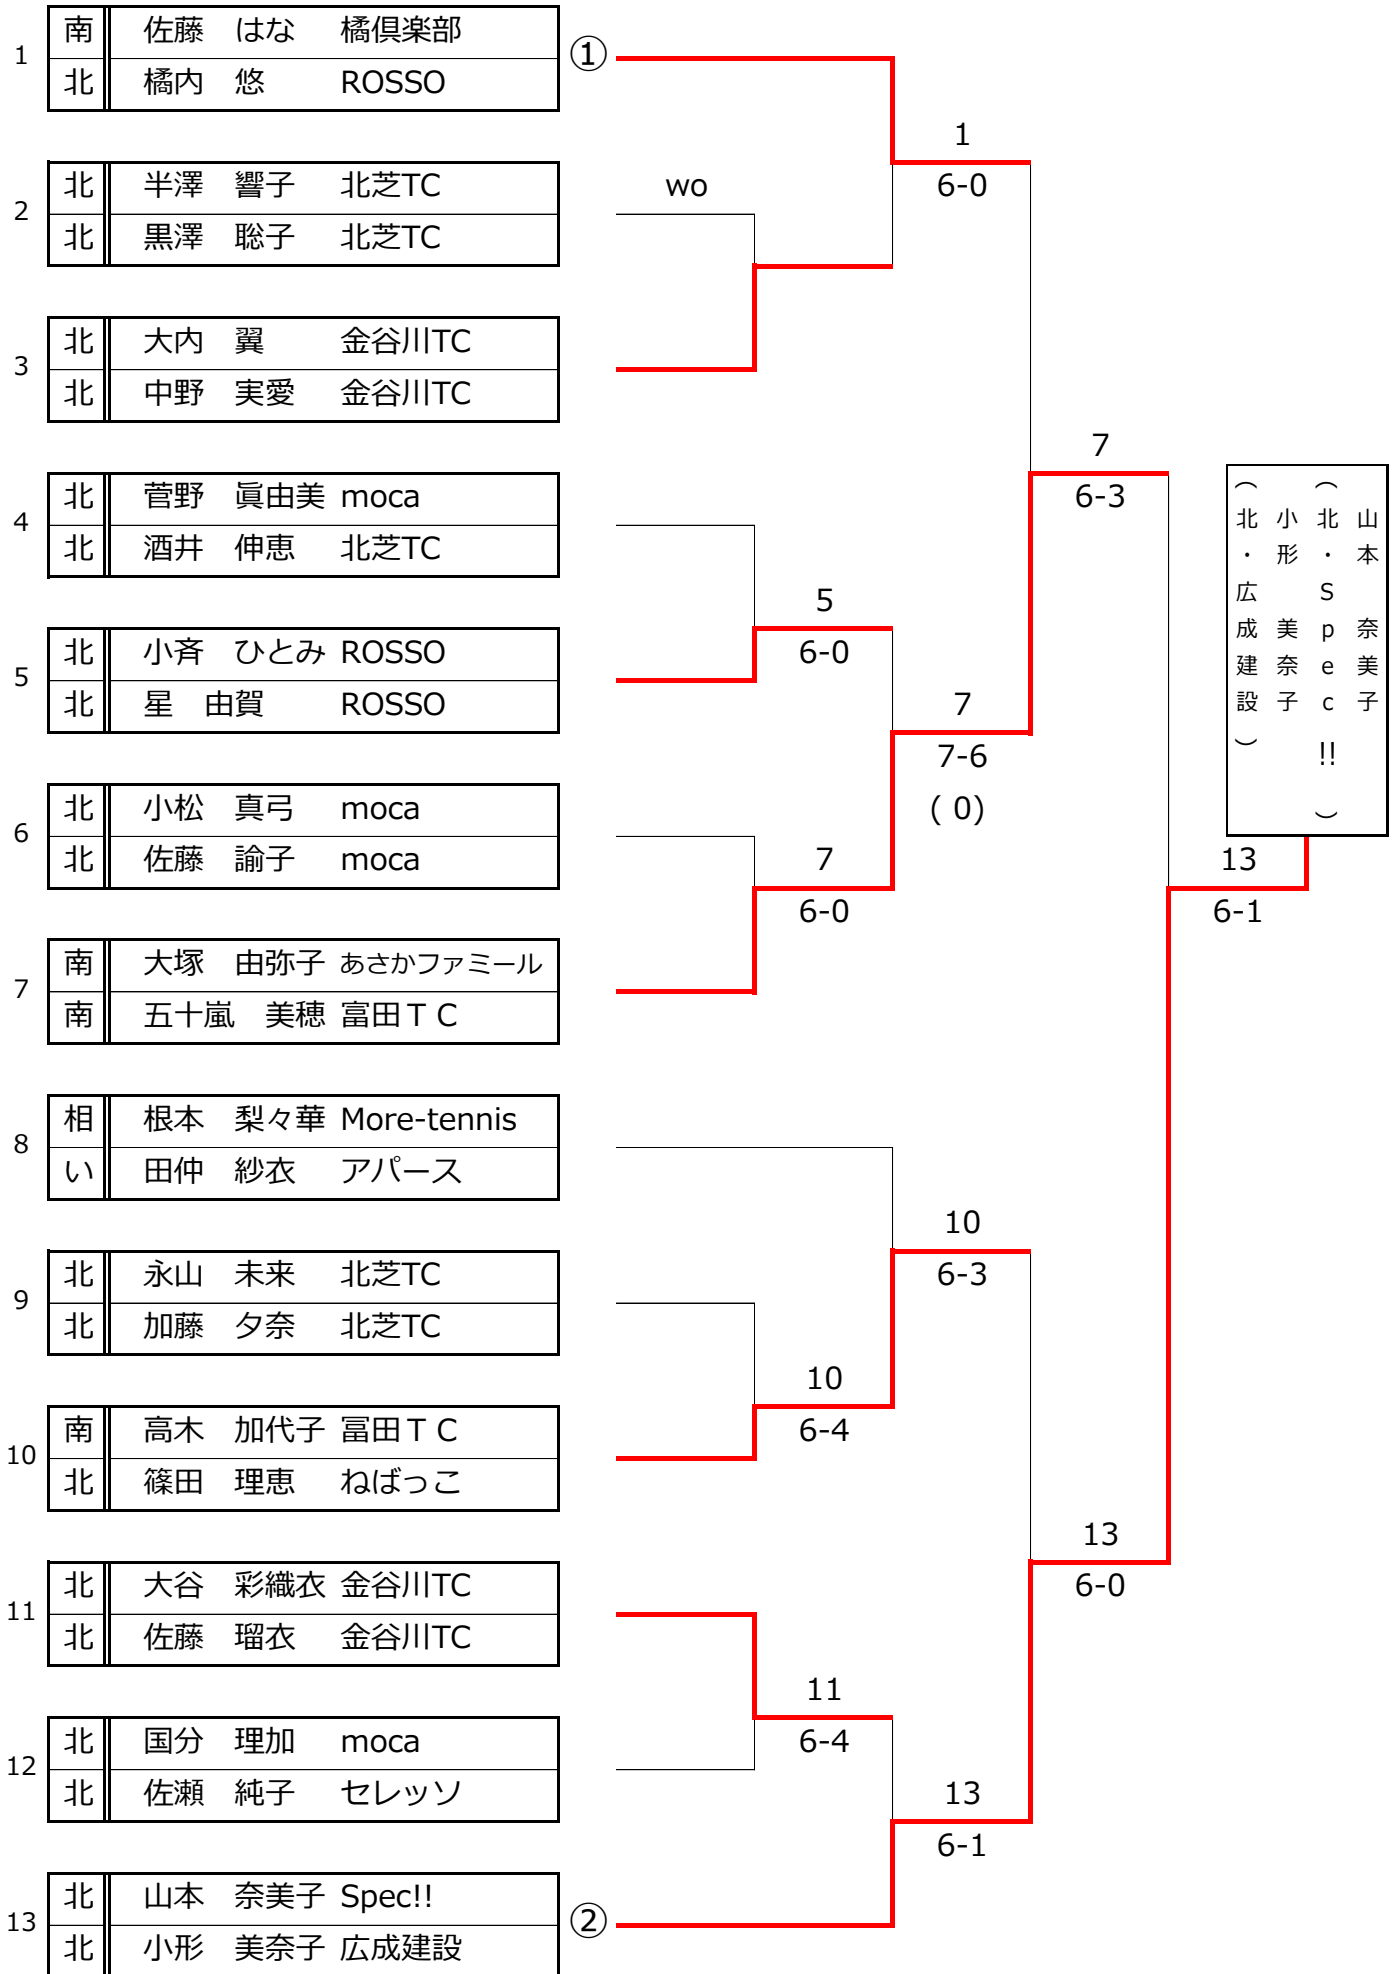 1
南 佐藤 はな 橘倶楽部
北 橘内 悠 ROSSO
①
1
6-0
2
北 半澤 響子 北芝TC
北 黒澤 聡子 北芝TC
wo
3
北 大内 翼 金谷川TC
北 中野 実愛 金谷川TC
7
6-3
4
北 菅野 眞由美 moca
北 酒井 伸恵 北芝TC
5
6-0
5
北 小斉 ひとみ ROSSO
北 星 由賀 ROSSO
7
7-6
( 0)
6
北 小松 真弓 moca
北 佐藤 諭子 moca
7
6-0
7
南 大塚 由弥子 あさかファミール
南 五十嵐 美穂 富田ＴＣ
山本 奈美子
（北・Spec!!）
小形 美奈子
（北・広成建設）
13
6-1
8
相 根本 梨々華 More-tennis
い 田仲 紗衣 アパース
10
6-3
9
北 永山 未来 北芝TC
北 加藤 夕奈 北芝TC
10
6-4
10
南 高木 加代子 冨田ＴＣ
北 篠田 理恵 ねばっこ
13
6-0
11
北 大谷 彩織衣 金谷川TC
北 佐藤 瑠衣 金谷川TC
11
6-4
12
北 国分 理加 moca
北 佐瀬 純子 セレッソ
13
6-1
13
北 山本 奈美子 Spec!!
北 小形 美奈子 広成建設
②